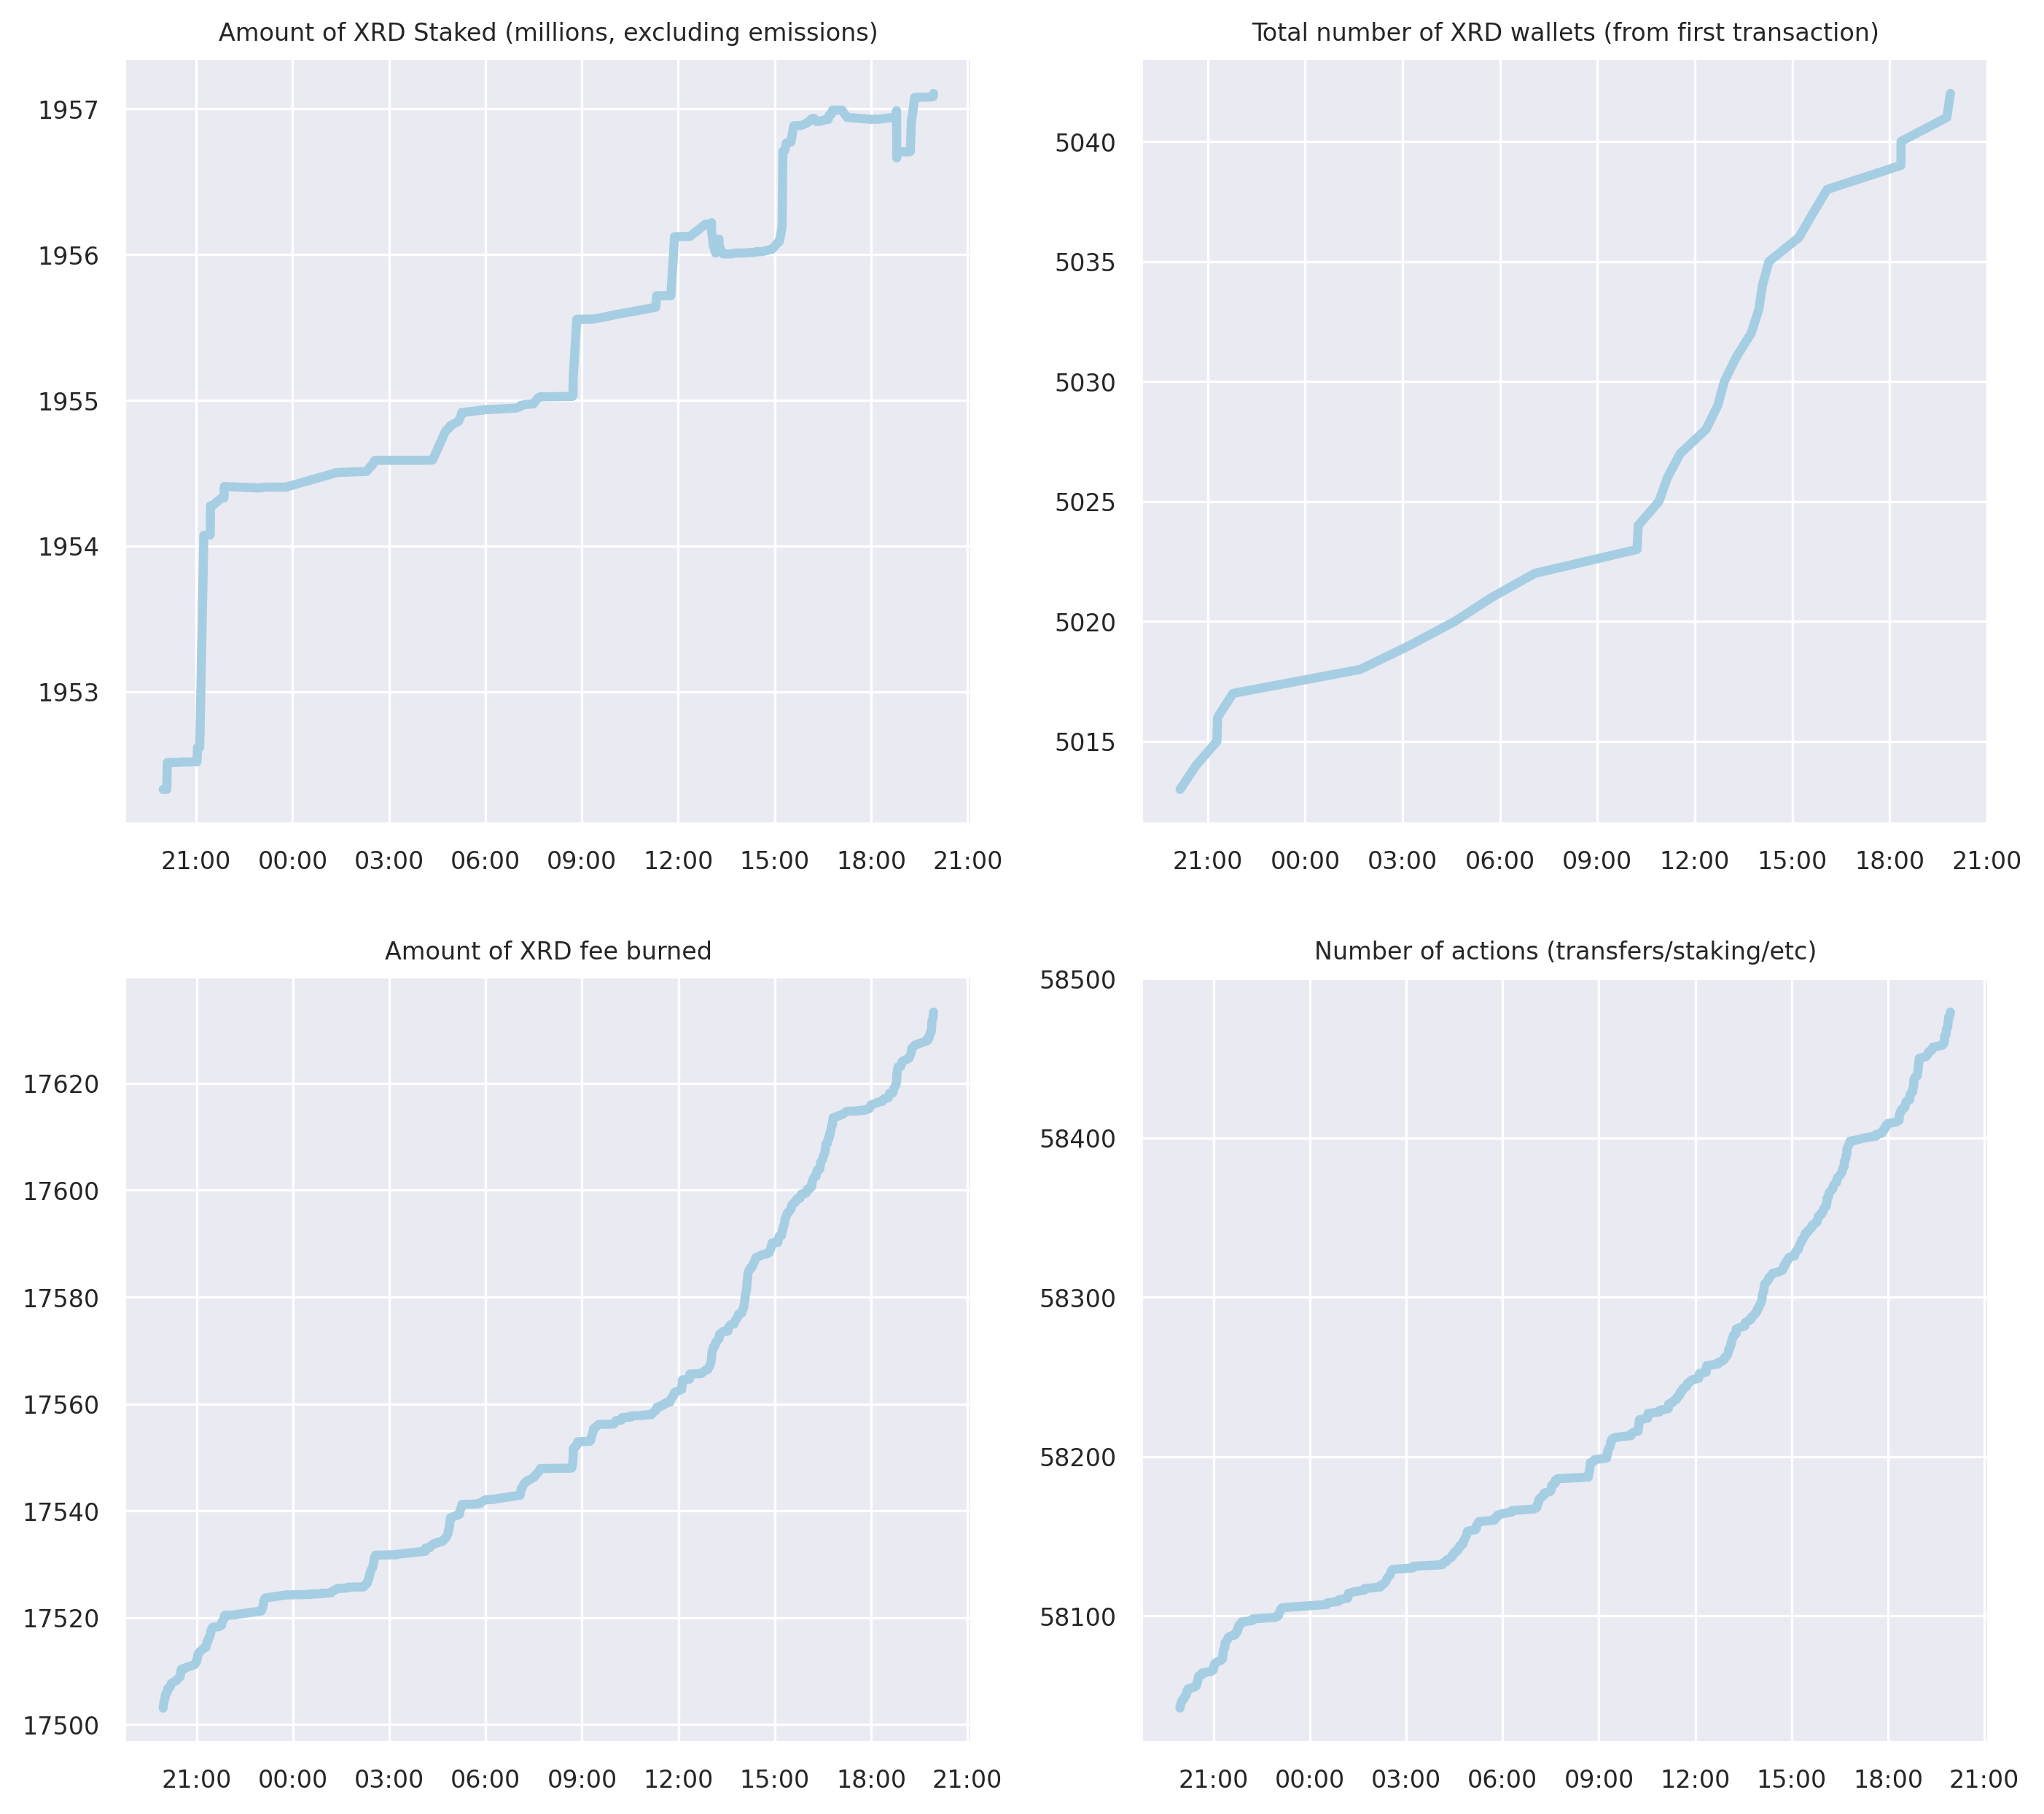 Amount of XRD Staked (millions, excluding emissions)
1957
1956
1955
1954
1953
21:00 00:00 03:00 06:00 09:00 12:00 15:00 18:00 21:00
Total number of XRD wallets (from first transaction)
5040
5035
5030
5025
5020
5015
21:00 00:00 03:00 06:00 09:00 12:00 15:00 18:00 21:00
Amount of XRD fee burned
17620
17600
17580
17560
17540
17520
17500
21:00 00:00 03:00 06:00 09:00 12:00 15:00 18:00 21:00
Number of actions (transfers/staking/etc)
58500
58400
58300
58200
58100
21:00 00:00 03:00 06:00 09:00 12:00 15:00 18:00 21:00